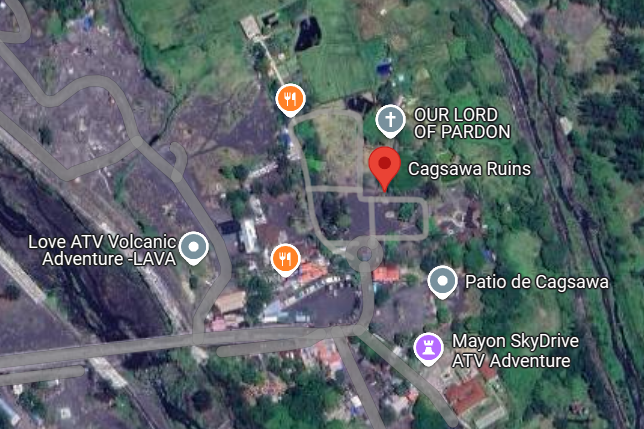 OUR LORD
OF PARDON
Cagsawa Ruins
Love ATV Volcanic
Adventure -LAVA
Patio de Cagsawa
Mayon SkyDrive
ATV Adventure